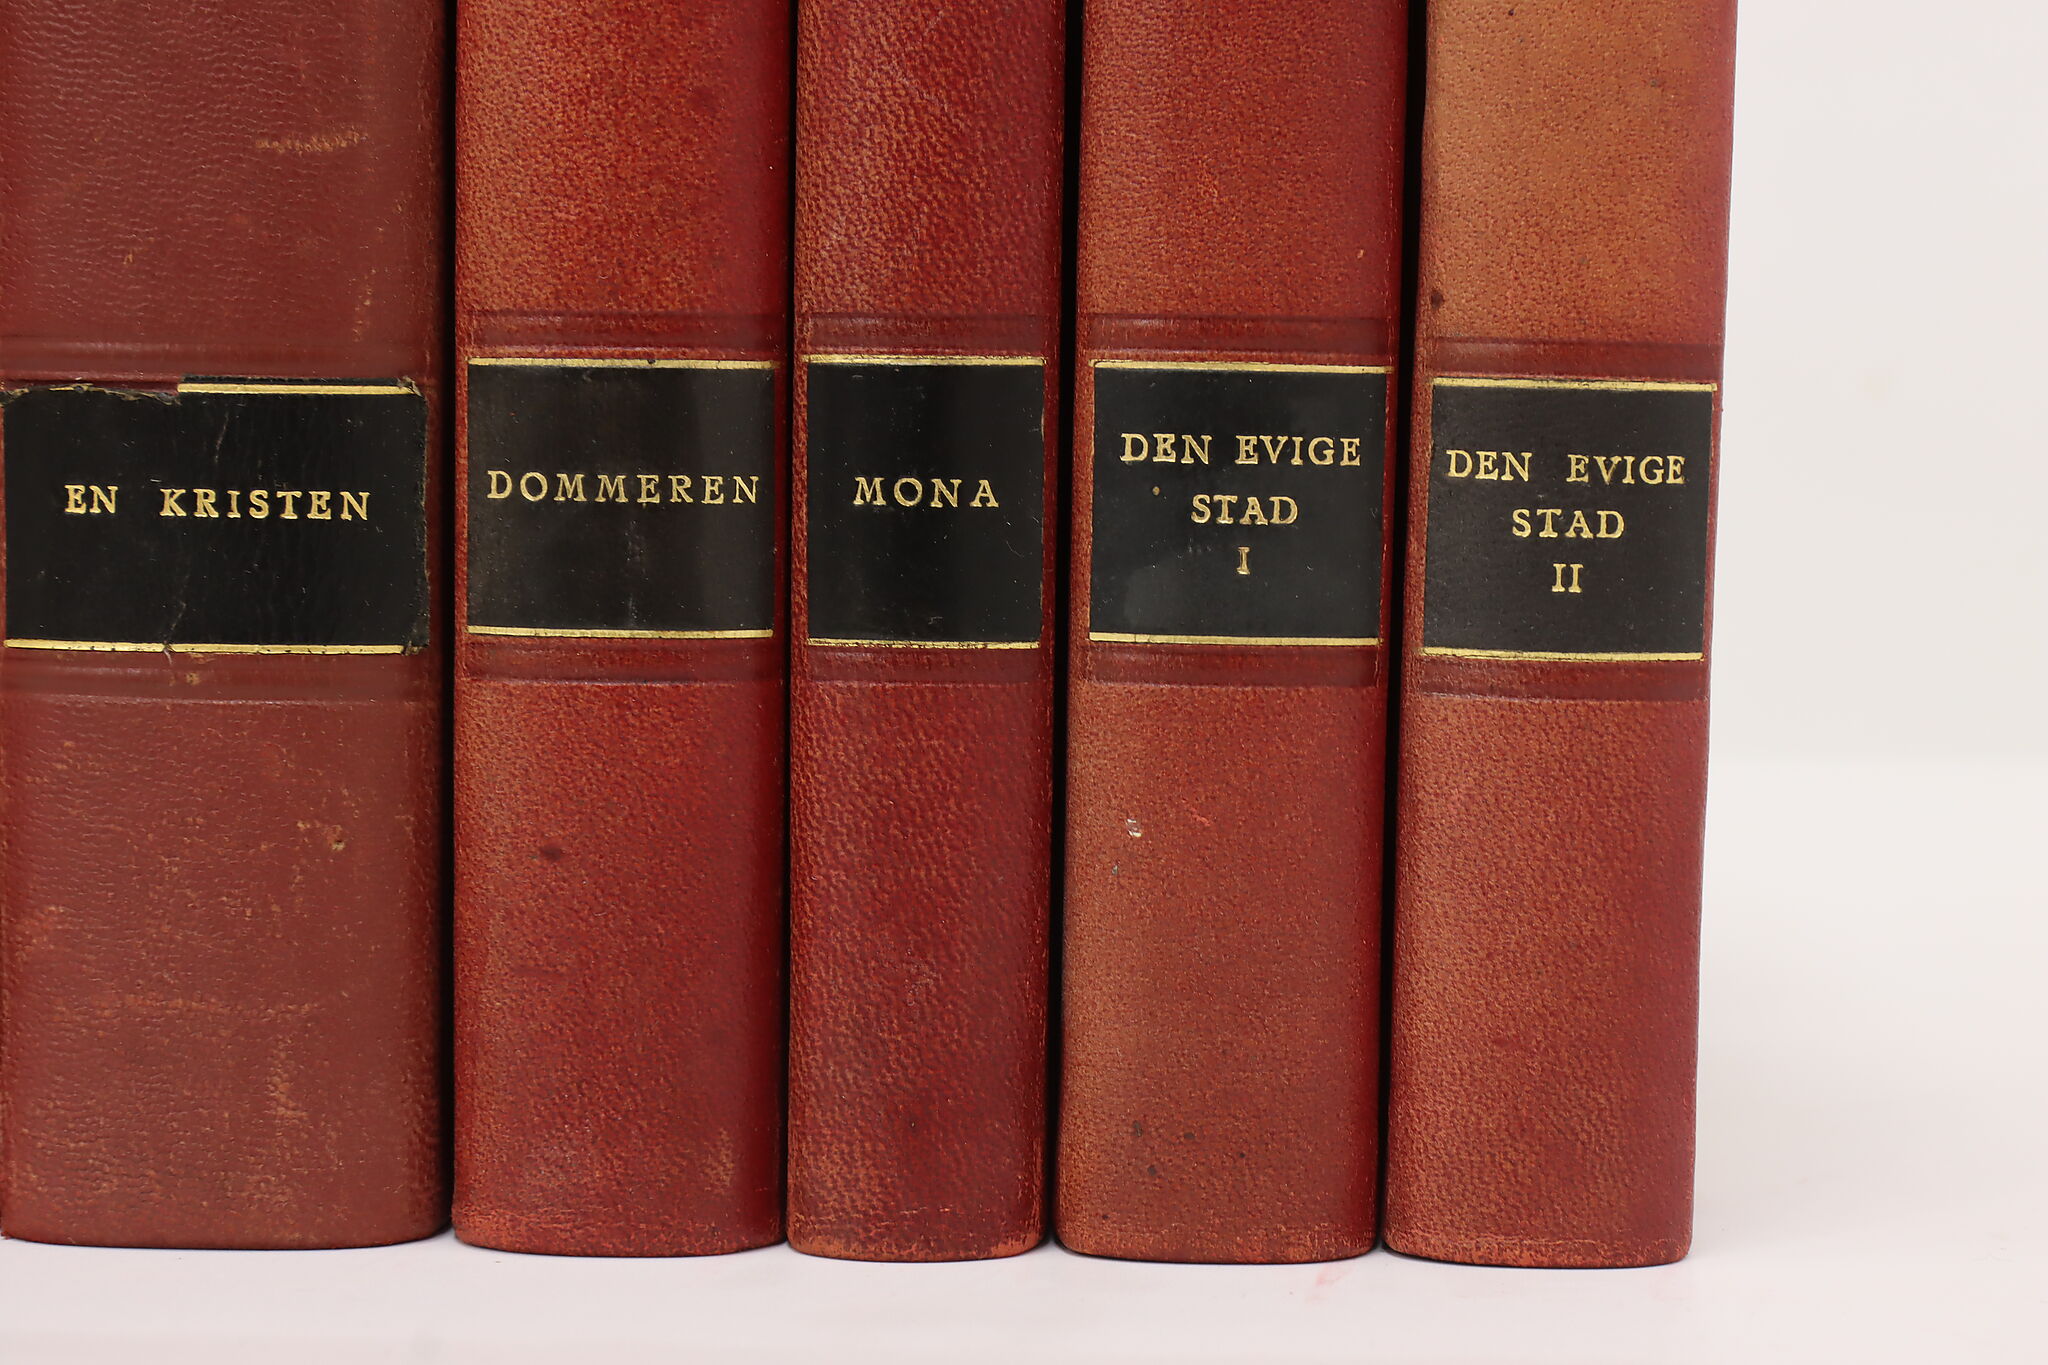 EN KRISTEN
DOMMEREN
MONA
DEN EVIGE
STAD
I
DEN EVIGE
STAD
II